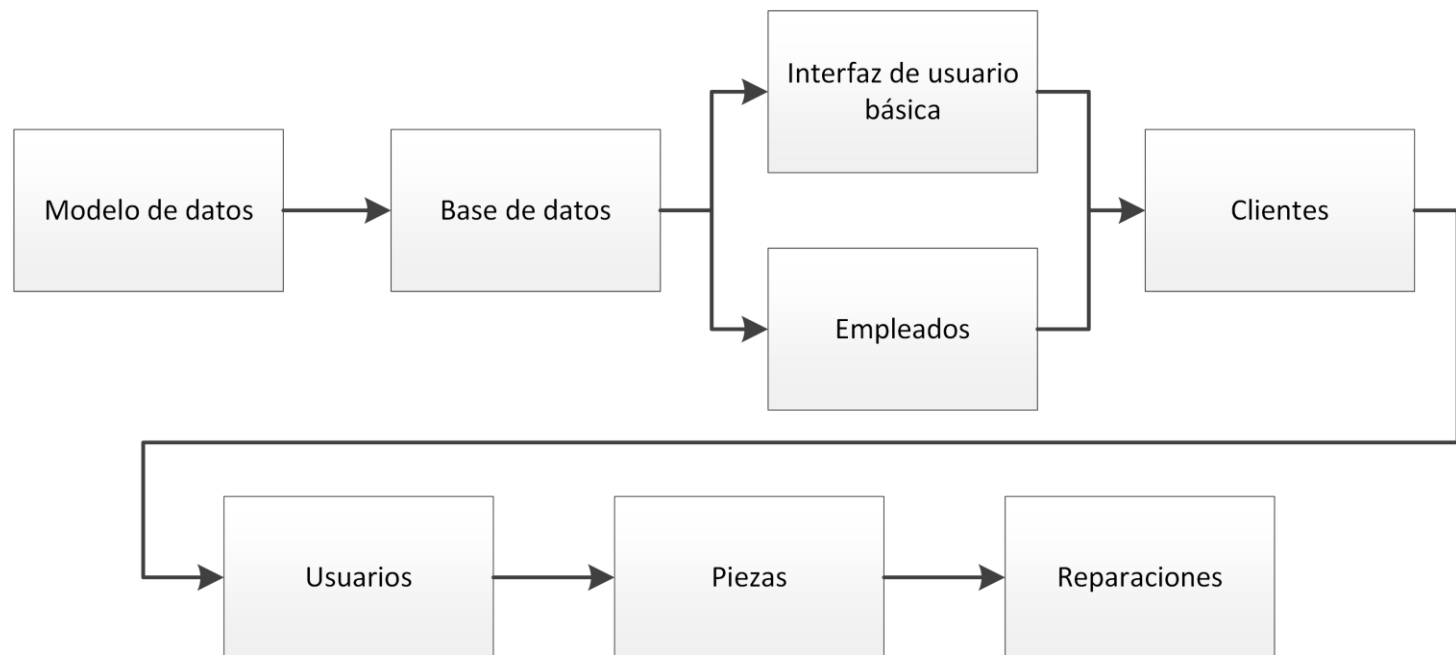 Modelo de datos
Base de datos
Interfaz de usuario
básica
Empleados
Clientes
Usuarios
Piezas
Reparaciones